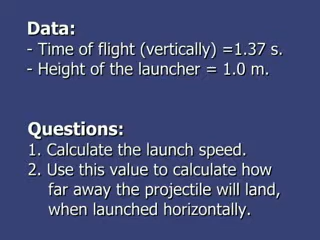 Data:
- Time of flight (vertically) =1.37 s.
- Height of the launcher = 1.0 m.
Questions:
1. Calculate the launch speed.
2. Use this value to calculate how
far away the projectile will land,
when launched horizontally.